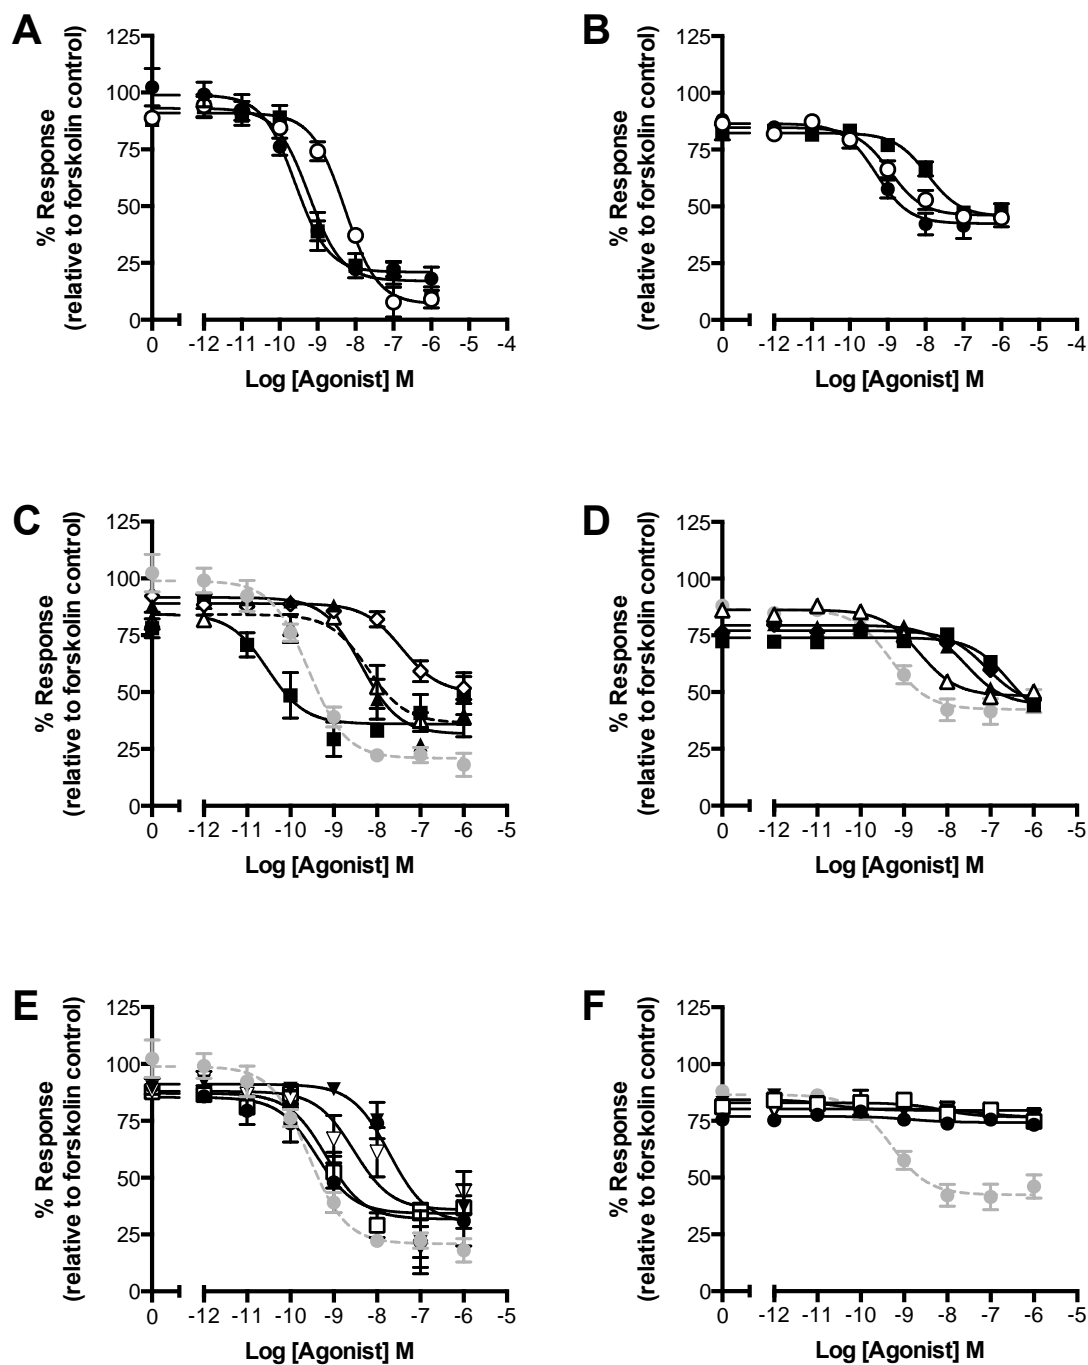 A
B
% Response
(relative to forskolin control)
125
100
75
50
25
0
0 -12 -11 -10 -9 -8 -7 -6 -5 -4
Log [Agonist] M
% Response
(relative to forskolin control)
125
100
75
50
25
0
0 -12 -11 -10 -9 -8 -7 -6 -5 -4
Log [Agonist] M
C
D
% Response
(relative to forskolin control)
125
100
75
50
25
0
0 -12 -11 -10 -9 -8 -7 -6 -5
Log [Agonist] M
% Response
(relative to forskolin control)
125
100
75
50
25
0
0 -12 -11 -10 -9 -8 -7 -6 -5
Log [Agonist] M
E
F
% Response
(relative to forskolin control)
125
100
75
50
25
0
0 -12 -11 -10 -9 -8 -7 -6 -5
Log [Agonist] M
% Response
(relative to forskolin control)
125
100
75
50
25
0
0 -12 -11 -10 -9 -8 -7 -6 -5
Log [Agonist] M